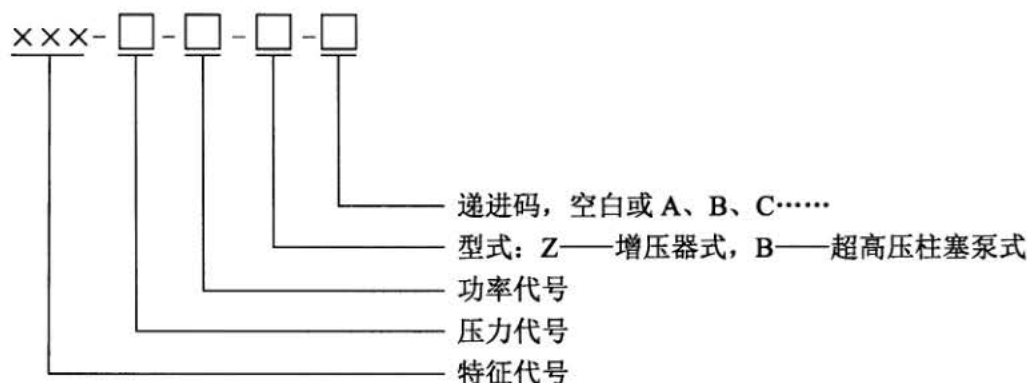 ×××-□-□-□-□
递进码，空白或 A、B、C……
型式：Z——增压器式，B——超高压柱塞泵式
功率代号
压力代号
特征代号